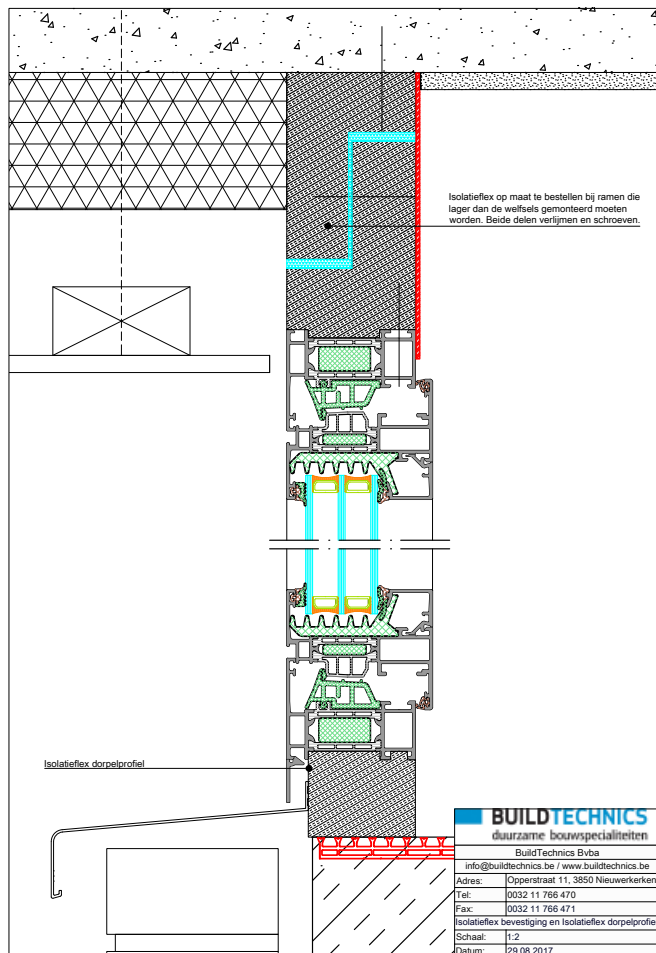 Isolatieflex op maat te bestellen bij ramen die
lager dan de welfsels gemonteerd moeten
worden. Beide delen verlijmen en schroeven.
Isolatieflex dorpelprofiel
BUILDTECHNICS
duurzame bouwspecialiteiten
BuildTechnics Bvba
info@buildtechnics.be / www.buildtechnics.be
Adres: Opperstraat 11, 3850 Nieuwerkerken
Tel: 0032 11 766 470
Fax: 0032 11 766 471
Isolatieflex bevestiging en Isolatieflex dorpelprofiel
Schaal: 1:2
Datum: 29.08.2017